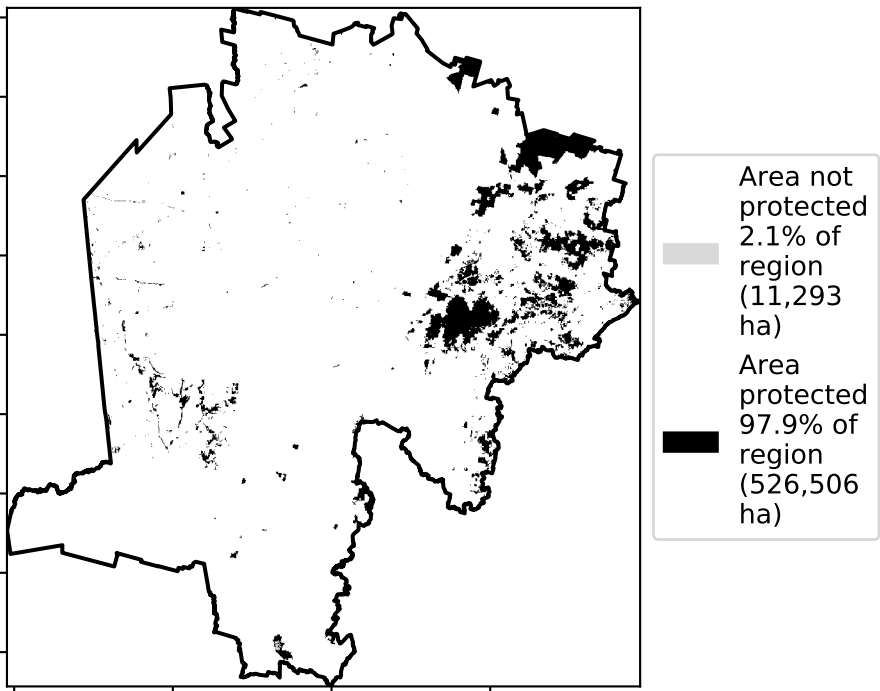 Area not
protected
2.1% of
region
(11,293
ha)
Area
protected
97.9% of
region
(526,506
ha)